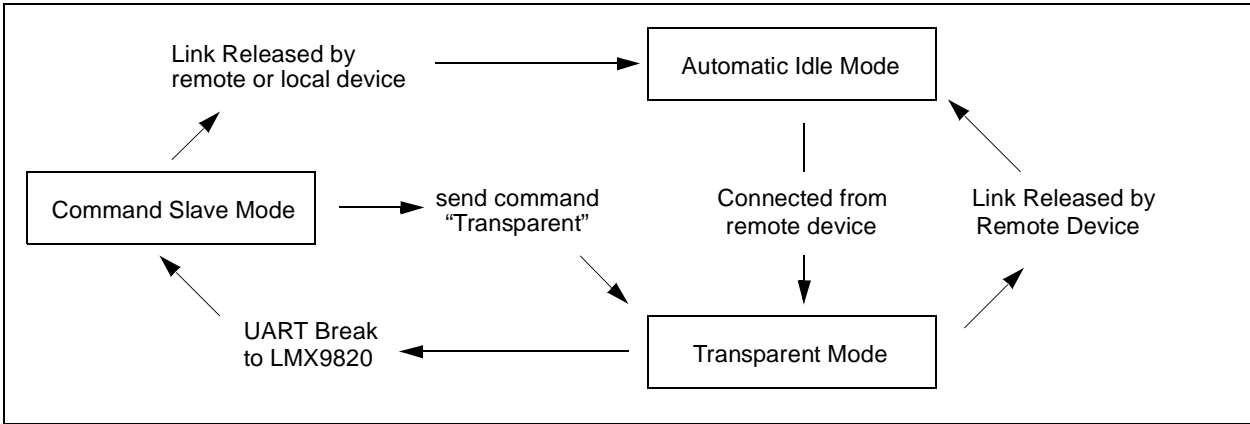 Link Released by
remote or local device
Automatic Idle Mode
Command Slave Mode
send command
“Transparent”
Connected from
remote device
Link Released by
Remote Device
UART Break
to LMX9820
Transparent Mode